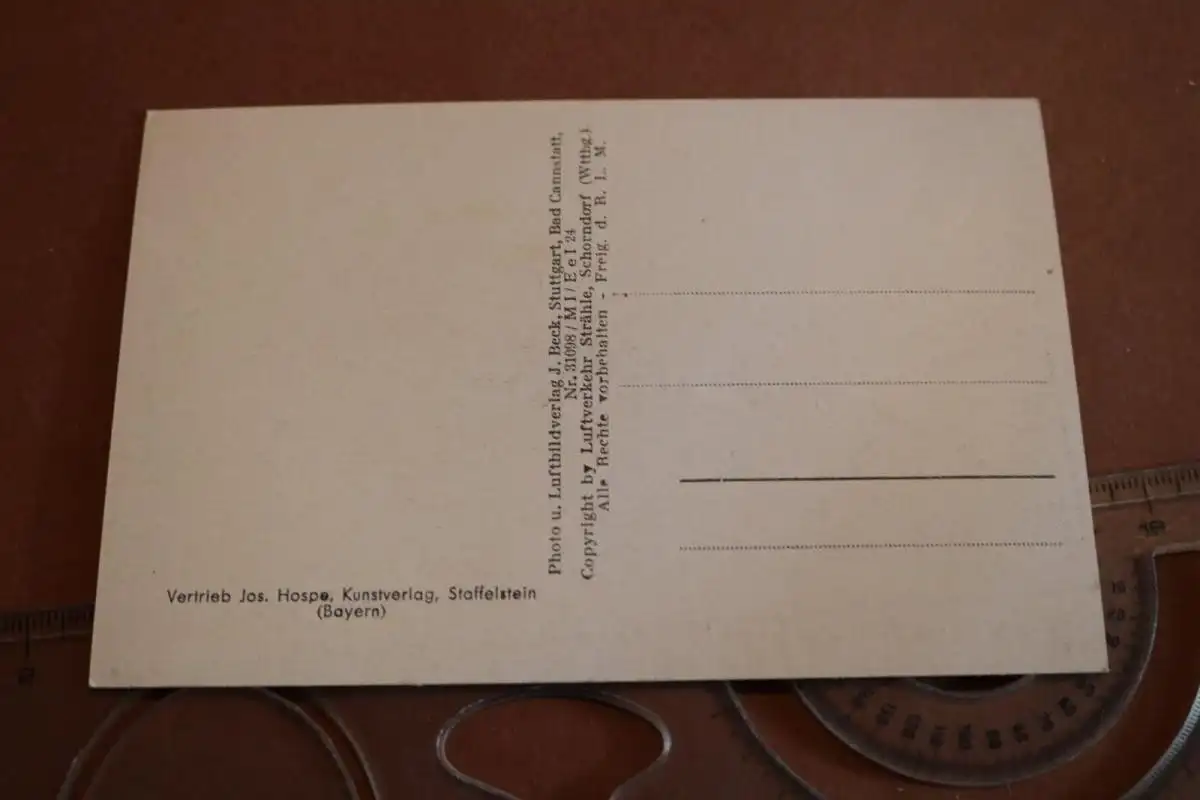 Photo u. Luftbildverlag J. Beck, Stuttgart, Bad Cannstatt,
Nr. 31098 / M I / E e I 24
Copyright by Luftverkehr Strähle, Schorndorf (Wttbg.)
Alle Rechte vorbehalten - Freig. d. R. L. M.
Vertrieb Jos. Hospe, Kunstverlag, Staffelstein
(Bayern)